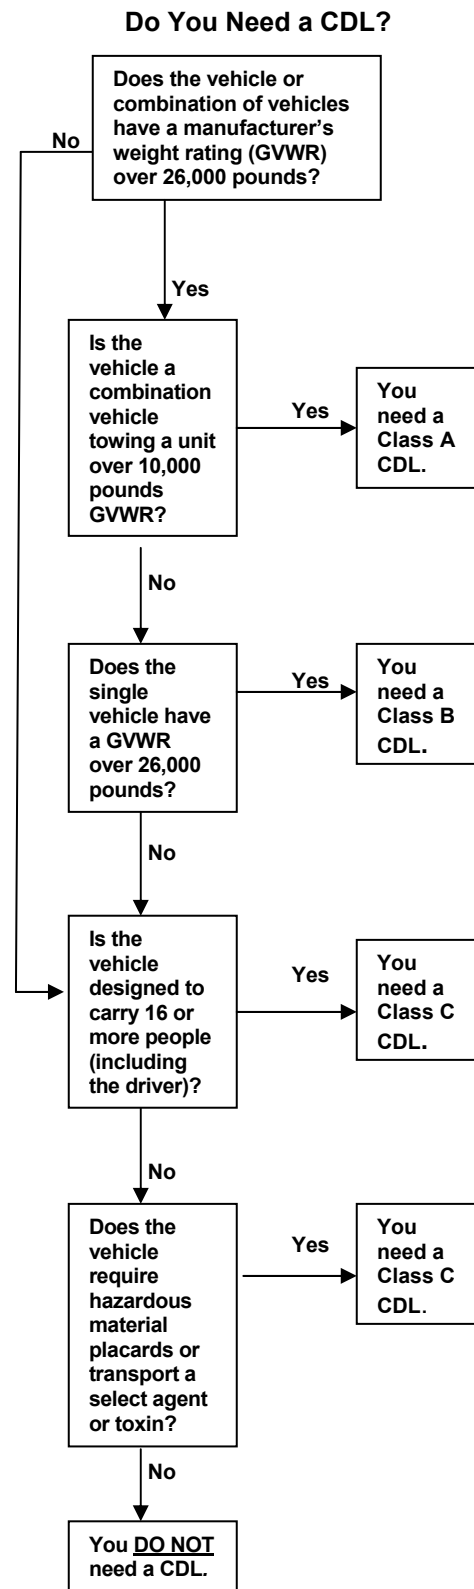 Do You Need a CDL?
Does the vehicle or
combination of vehicles
have a manufacturer's
weight rating (GVWR)
over 26,000 pounds?
No
Yes
Is the
vehicle a
combination
vehicle
towing a unit
over 10,000
pounds
GVWR?
Yes
You
need a
Class A
CDL.
No
Does the
single
vehicle have
a GVWR
over 26,000
pounds?
Yes
You
need a
Class B
CDL.
No
Is the
vehicle
designed to
carry 16 or
more people
(including
the driver)?
Yes
You
need a
Class C
CDL.
No
Does the
vehicle
require
hazardous
material
placards or
transport a
select agent
or toxin?
Yes
You
need a
Class C
CDL.
No
You DO NOT
need a CDL.